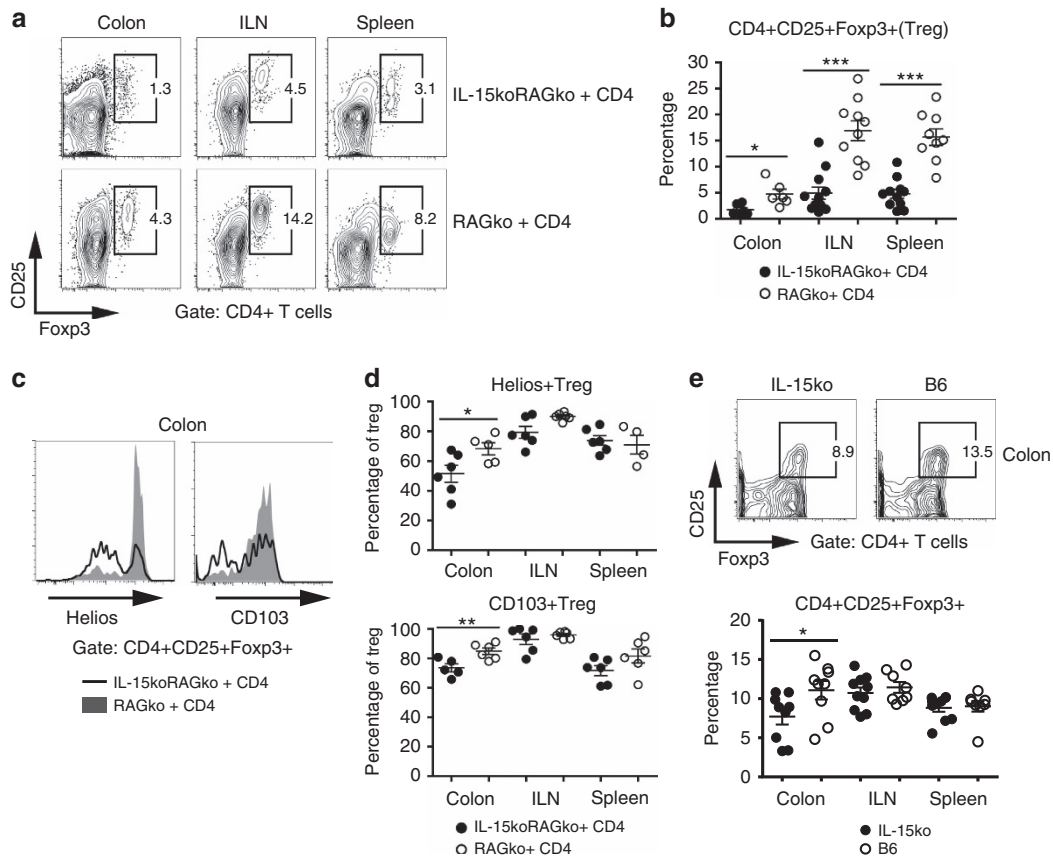 a
Colon ILN Spleen
1.3 4.5 3.1 IL-15koRAGko + CD4
4.3 14.2 8.2 RAGko + CD4
CD25
Foxp3
Gate: CD4+ T cells
b
CD4+CD25+Foxp3+(Treg)
Percentage
30
25
20
15
10
5
0
* *** ***
Colon ILN Spleen
IL-15koRAGko+ CD4
RAGko+ CD4
c
Colon
Helios CD103
Gate: CD4+CD25+Foxp3+
IL-15koRAGko + CD4
RAGko + CD4
d
Helios+Treg
Percentage of treg
100
80
60
40
20
0
*
Colon ILN Spleen
CD103+Treg
Percentage of treg
100
80
60
40
20
0
**
Colon ILN Spleen
IL-15koRAGko+ CD4
RAGko+ CD4
e
IL-15ko B6
8.9 13.5 Colon
CD25
Foxp3
Gate: CD4+ T cells
CD4+CD25+Foxp3+
Percentage
20
15
10
5
0
*
Colon ILN Spleen
IL-15ko
B6